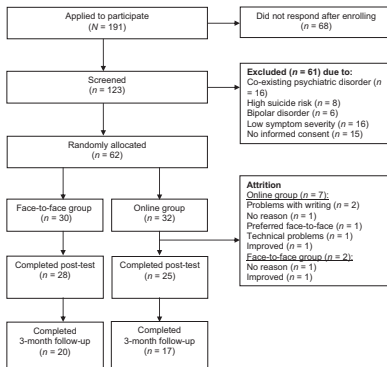 Applied to participate
(N = 191)
Did not respond after enrolling
(n = 68)
Screened
(n = 123)
Excluded (n = 61) due to:
Co-existing psychiatric disorder (n
= 16)
High suicide risk (n = 8)
Bipolar disorder (n = 6)
Low symptom severity (n = 16)
No informed consent (n = 15)
Randomly allocated
(n = 62)
Face-to-face group
(n = 30)
Online group
(n = 32)
Attrition
Online group (n = 7):
Problems with writing (n = 2)
No reason (n = 1)
Preferred face-to-face (n = 1)
Technical problems (n = 1)
Improved (n = 1)
Face-to-face group (n = 2):
No reason (n = 1)
Improved (n = 1)
Completed post-test
(n = 28)
Completed post-test
(n = 25)
Completed
3-month follow-up
(n = 20)
Completed
3-month follow-up
(n = 17)